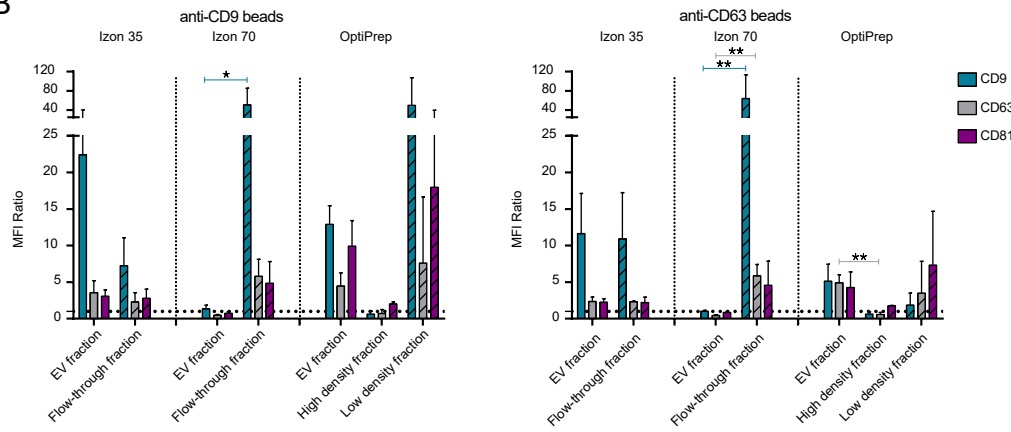 B
anti-CD9 beads
Izon 35
Izon 70
OptiPrep
MFI Ratio
120
80
40
25
20
15
10
5
0
*
EV fraction
Flow-through fraction
EV fraction
Flow-through fraction
EV fraction
High density fraction
Low density fraction
anti-CD63 beads
Izon 35
Izon 70
OptiPrep
MFI Ratio
120
80
40
25
20
15
10
5
0
**
**
**
EV fraction
Flow-through fraction
EV fraction
Flow-through fraction
EV fraction
High density fraction
Low density fraction
CD9
CD63
CD81